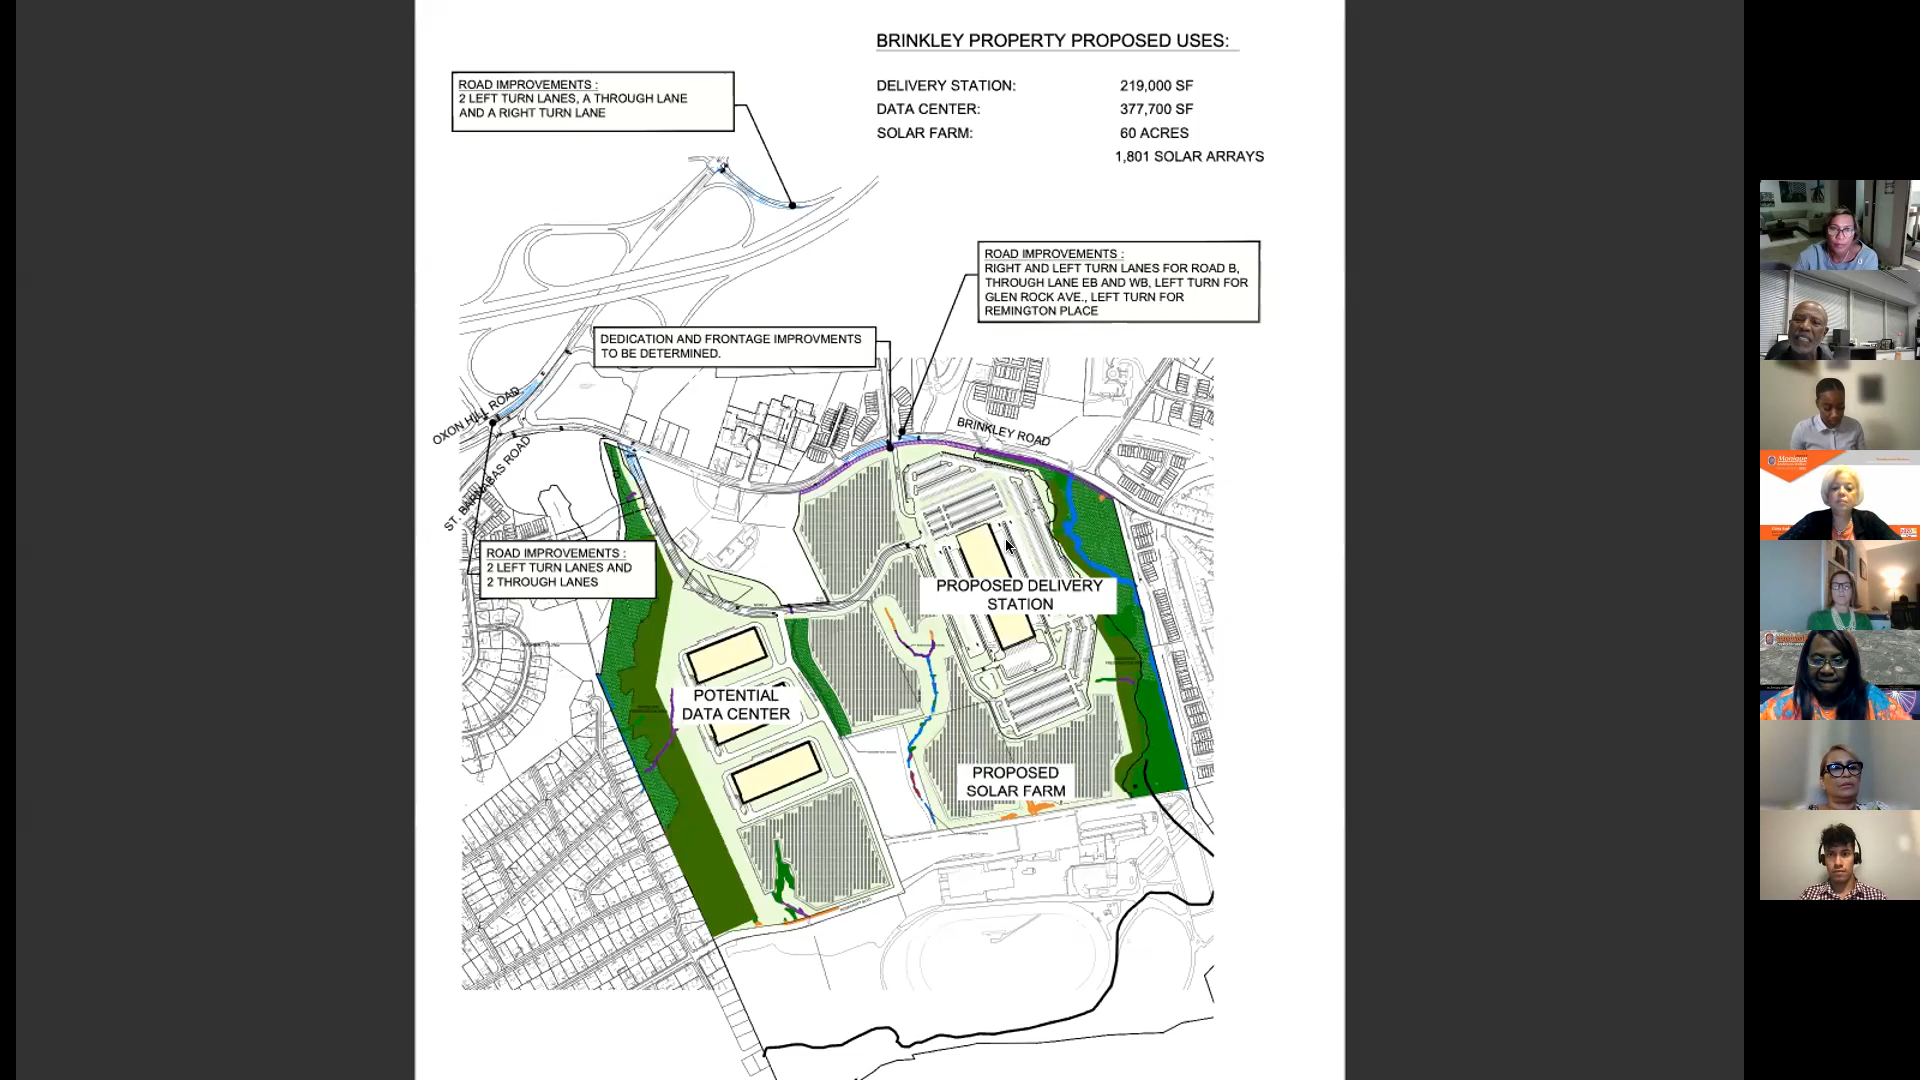 BRINKLEY PROPERTY PROPOSED USES:
DELIVERY STATION: 219,000 SF
DATA CENTER: 377,700 SF
SOLAR FARM: 60 ACRES
1,801 SOLAR ARRAYS
ROAD IMPROVEMENTS :
2 LEFT TURN LANES, A THROUGH LANE
AND A RIGHT TURN LANE
ROAD IMPROVEMENTS :
RIGHT AND LEFT TURN LANES FOR ROAD B,
THROUGH LANE EB AND WB, LEFT TURN FOR
GLEN ROCK AVE., LEFT TURN FOR
REMINGTON PLACE
DEDICATION AND FRONTAGE IMPROVMENTS
TO BE DETERMINED.
OXON HILL ROAD
BRINKLEY ROAD
ST. BARNABAS ROAD
ROAD IMPROVEMENTS :
2 LEFT TURN LANES AND
2 THROUGH LANES
PROPOSED DELIVERY
STATION
POTENTIAL
DATA CENTER
PROPOSED
SOLAR FARM
Monique